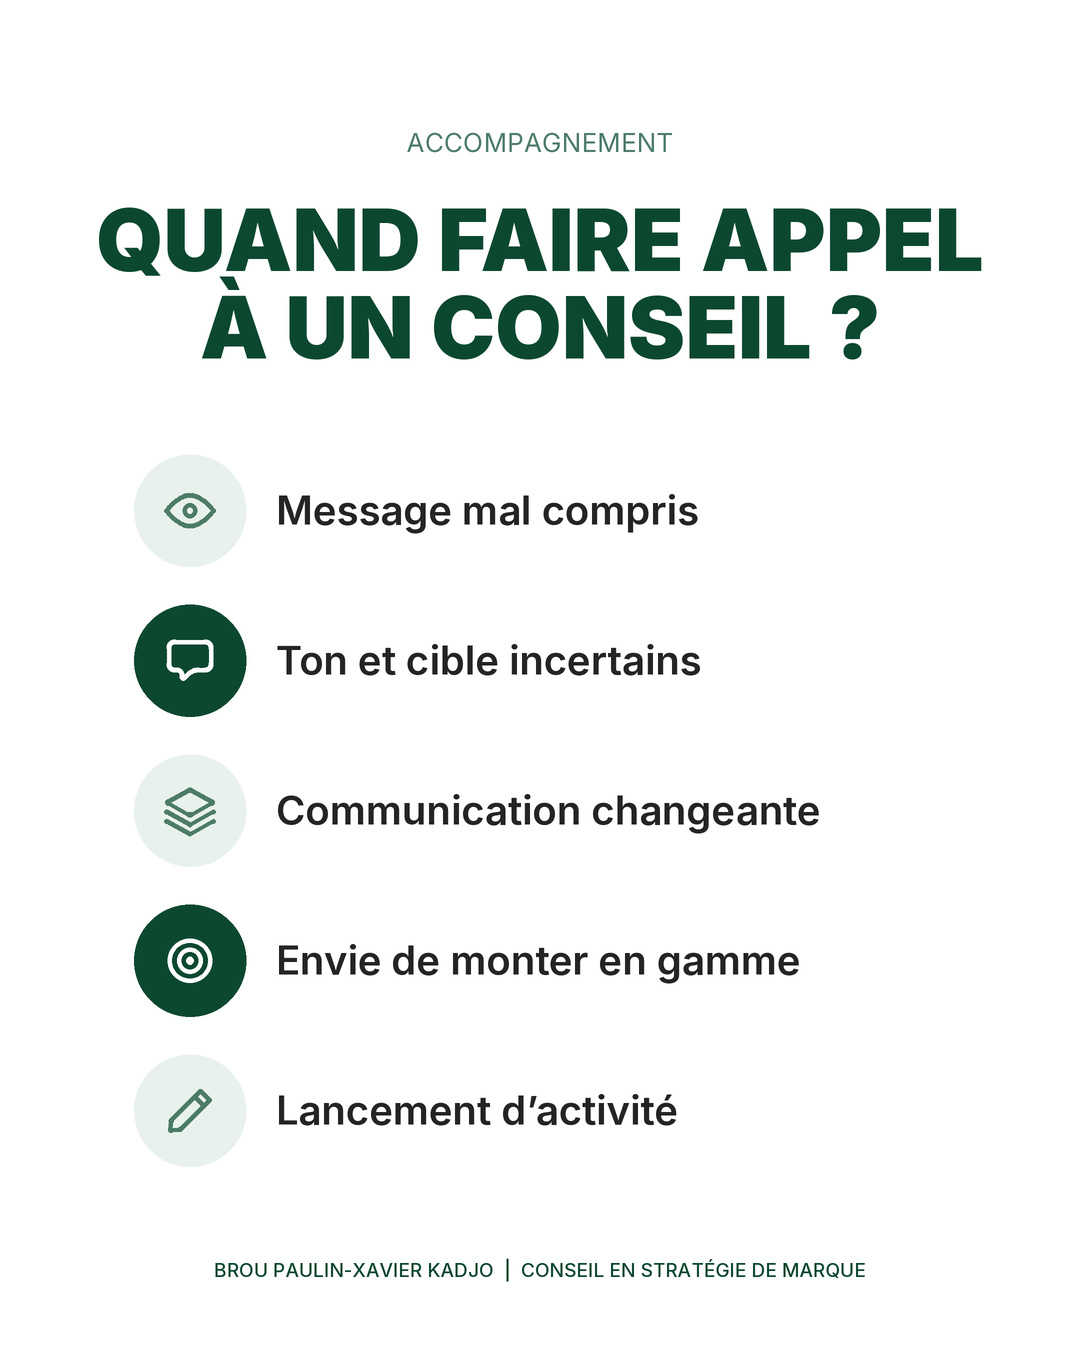 ACCOMPAGNEMENT
QUAND FAIRE APPEL
À UN CONSEIL ?
Message mal compris
Ton et cible incertains
Communication changeante
Envie de monter en gamme
Lancement d’activité
BROU PAULIN-XAVIER KADJO | CONSEIL EN STRATÉGIE DE MARQUE